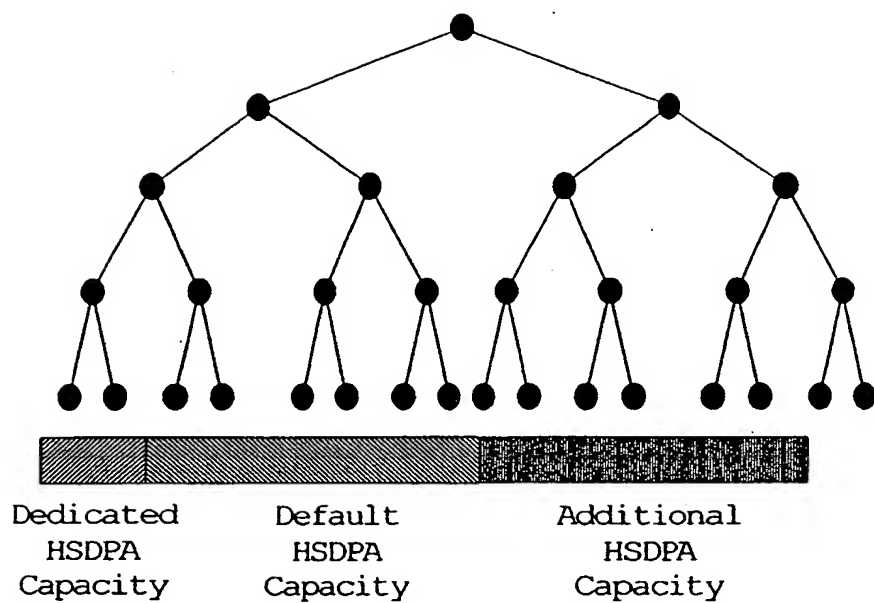 Dedicated
HSDPA
Capacity
Default
HSDPA
Capacity
Additional
HSDPA
Capacity